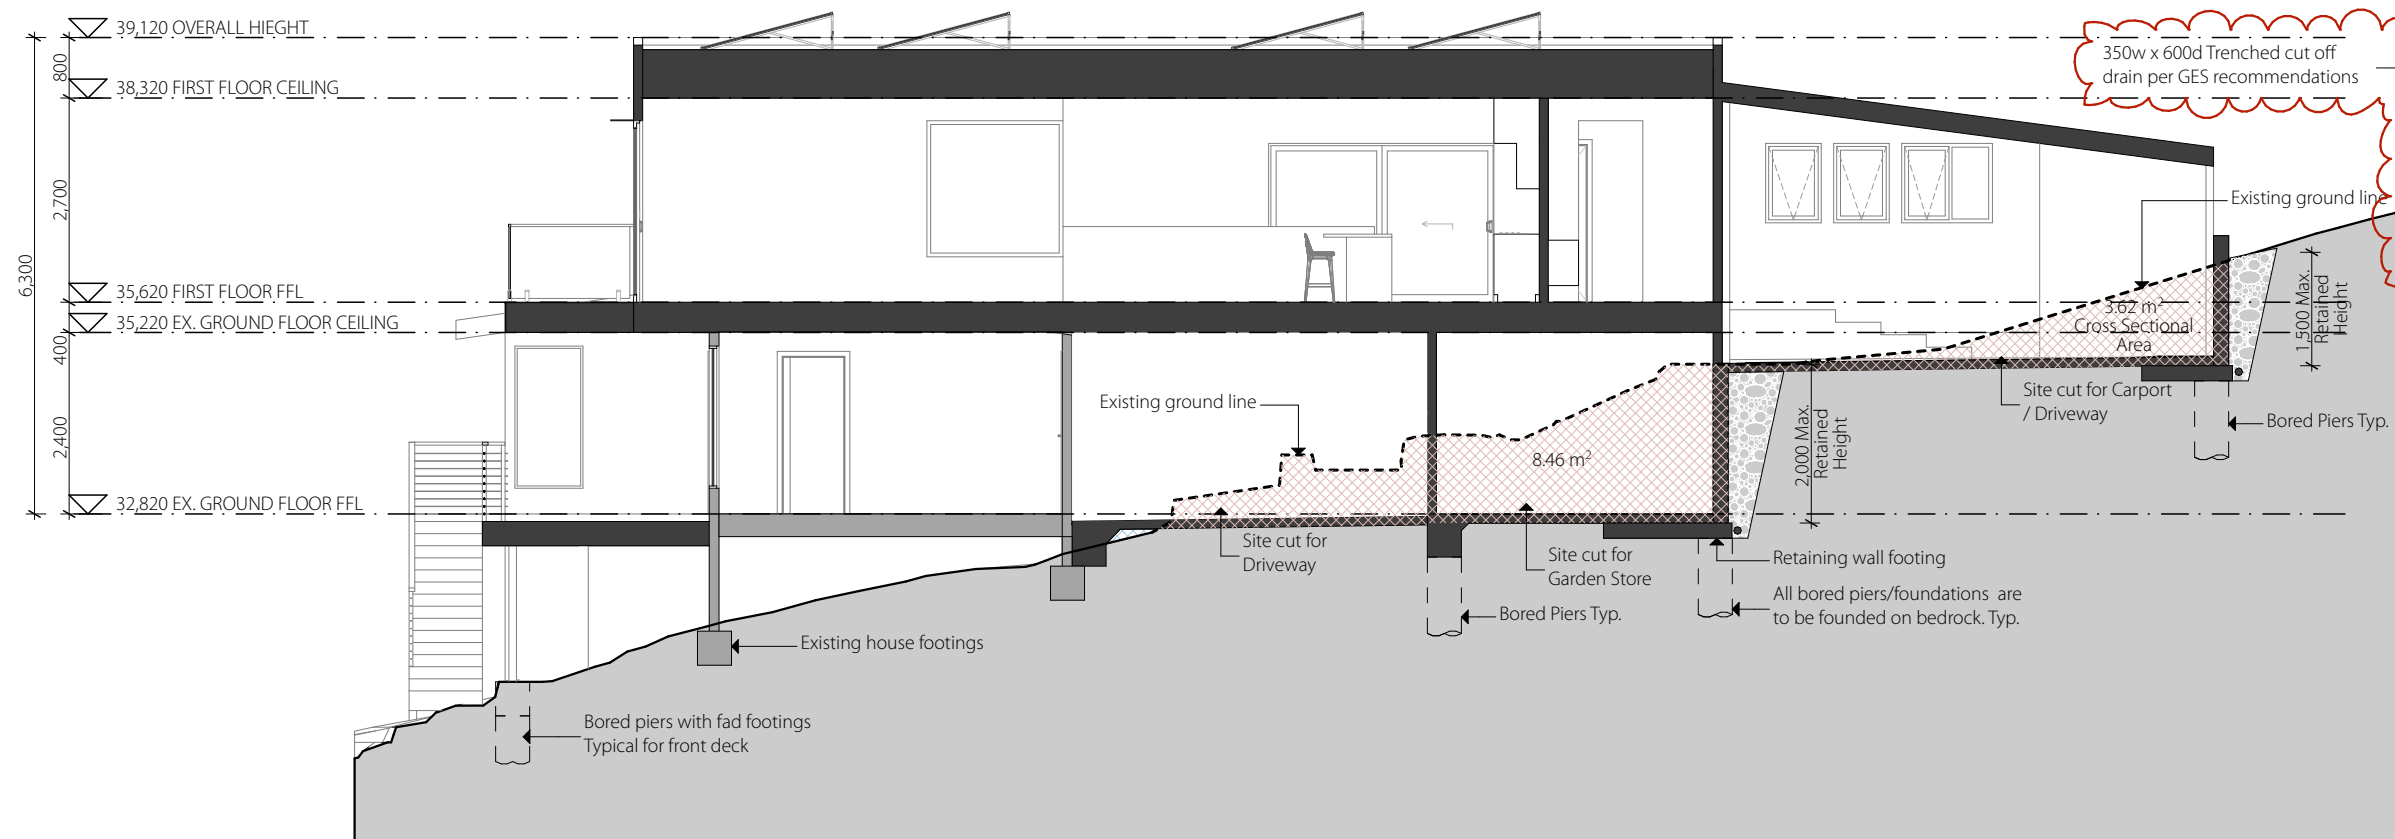 39,120 OVERALL HIEGHT
800
38,320 FIRST FLOOR CEILING
2,700
6,300
35,620 FIRST FLOOR FFL
35,220 EX. GROUND FLOOR CEILING
400
2,400
32,820 EX. GROUND FLOOR FFL
350w x 600d Trenched cut off
drain per GES recommendations
Existing ground line
3.62 m²
Cross Sectional
Area
1,500 Max.
Retained
Height
Site cut for Carport
/ Driveway
Bored Piers Typ.
Existing ground line
8.46 m²
2,000 Max.
Retained
Height
Site cut for
Driveway
Site cut for
Garden Store
Retaining wall footing
All bored piers/foundations are
to be founded on bedrock. Typ.
Bored Piers Typ.
Existing house footings
Bored piers with fad footings
Typical for front deck